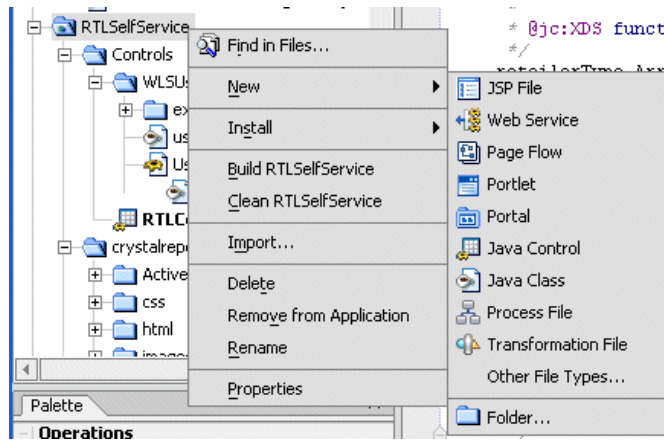 RTLSelfService
* @jc:XDS funct
*/
Controls
Find in Files...
WLSUs
New
JSP File
ex
Web Service
us
Install
Page Flow
Us
Build RTLSelfService
Portlet
Clean RTLSelfService
Portal
RTLCo
Import...
Java Control
crystalrepo
Active
Delete
Java Class
css
Remove from Application
Process File
html
Rename
Transformation File
Other File Types...
Properties
Palette
Folder...
Operations